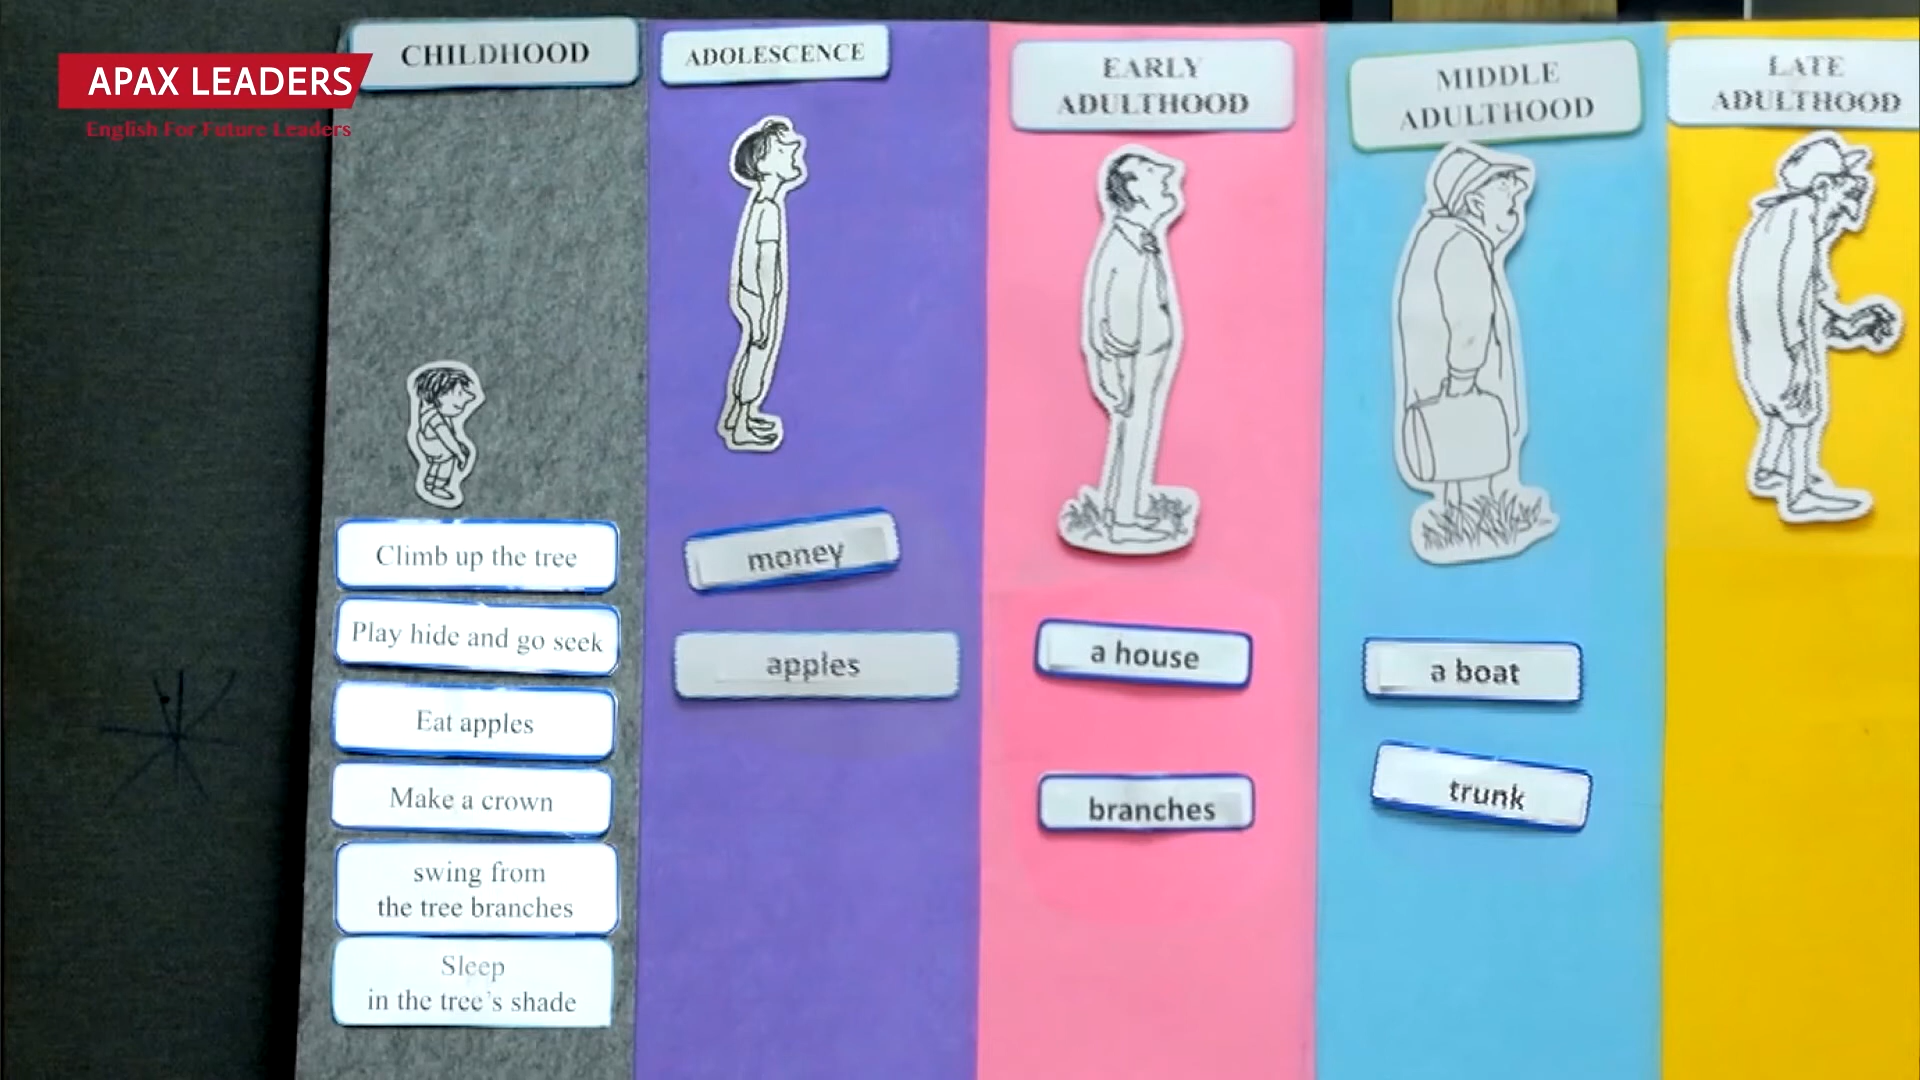 APAX LEADERS
English For Future Leaders
CHILDHOOD
Climb up the tree
Play hide and go seek
Eat apples
Make a crown
swing from
the tree branches
Sleep
in the tree's shade
ADOLESCENCE
money
apples
EARLY
ADULTHOOD
a house
branches
MIDDLE
ADULTHOOD
a boat
trunk
LATE
ADULTHOOD